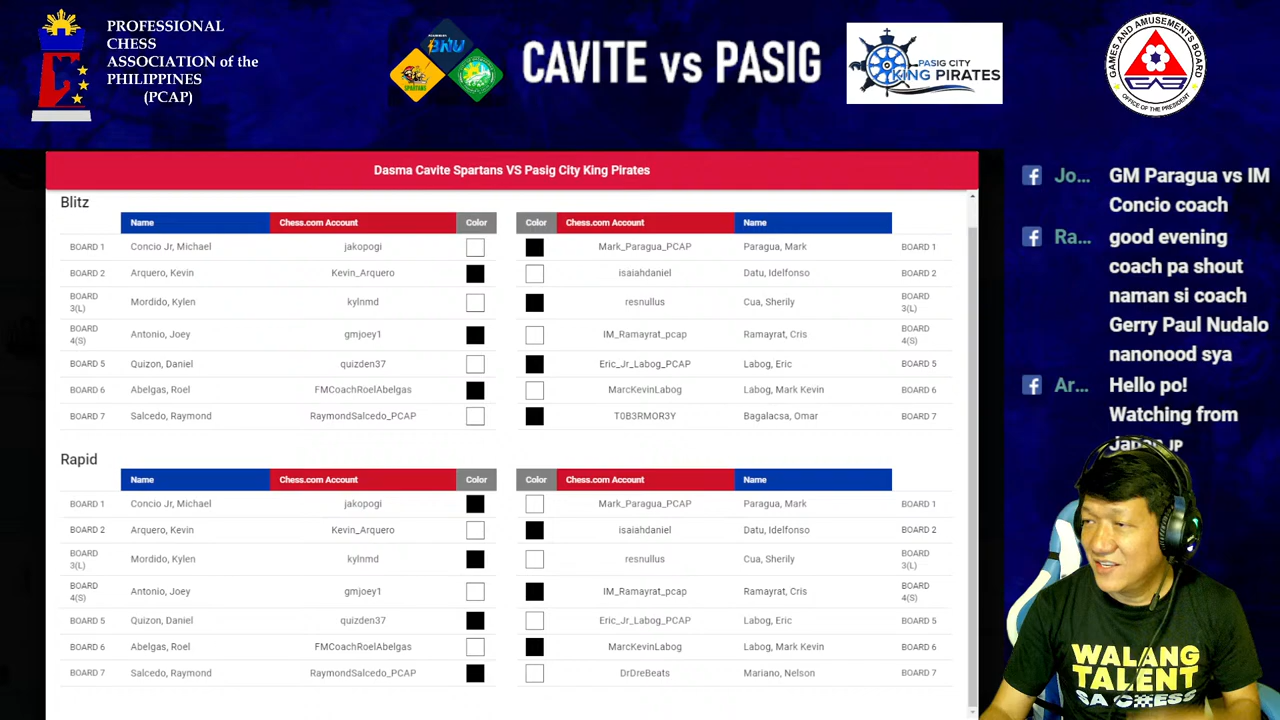 PROFESSIONAL
CHESS
ASSOCIATION of the
PHILIPPINES
(PCAP)
BNU
SPARTANS
CAVITE vs PASIG
PASIG CITY
KING PIRATES
GAMES AND AMUSEMENTS BOARD
GAB
OFFICE OF THE PRESIDENT
Dasma Cavite Spartans VS Pasig City King Pirates
Blitz
Name Chess.com Account Color Color Chess.com Account Name
BOARD 1 Concio Jr, Michael jakopogi Mark_Paragua_PCAP Paragua, Mark BOARD 1
BOARD 2 Arquero, Kevin Kevin_Arquero isaiahdaniel Datu, Idelfonso BOARD 2
BOARD 3(L) Mordido, Kylen kylnmd resnullus Cua, Sherily BOARD 3(L)
BOARD 4(S) Antonio, Joey gmjoey1 IM_Ramayrat_pcap Ramayrat, Cris BOARD 4(S)
BOARD 5 Quizon, Daniel quizden37 Eric_Jr_Labog_PCAP Labog, Eric BOARD 5
BOARD 6 Abelgas, Roel FMCoachRoelAbelgas MarcKevinLabog Labog, Mark Kevin BOARD 6
BOARD 7 Salcedo, Raymond RaymondSalcedo_PCAP T0B3RMOR3Y Bagalacsa, Omar BOARD 7
Rapid
Name Chess.com Account Color Color Chess.com Account Name
BOARD 1 Concio Jr, Michael jakopogi Mark_Paragua_PCAP Paragua, Mark BOARD 1
BOARD 2 Arquero, Kevin Kevin_Arquero isaiahdaniel Datu, Idelfonso BOARD 2
BOARD 3(L) Mordido, Kylen kylnmd resnullus Cua, Sherily BOARD 3(L)
BOARD 4(S) Antonio, Joey gmjoey1 IM_Ramayrat_pcap Ramayrat, Cris BOARD 4(S)
BOARD 5 Quizon, Daniel quizden37 Eric_Jr_Labog_PCAP Labog, Eric BOARD 5
BOARD 6 Abelgas, Roel FMCoachRoelAbelgas MarcKevinLabog Labog, Mark Kevin BOARD 6
BOARD 7 Salcedo, Raymond RaymondSalcedo_PCAP DrDreBeats Mariano, Nelson BOARD 7
Jo... GM Paragua vs IM
Concio coach
Ra... good evening
coach pa shout
naman si coach
Gerry Paul Nudalo
nanonood sya
Ar... Hello po!
Watching from
Japan JP
WALANG
TALENT
SA CHESS